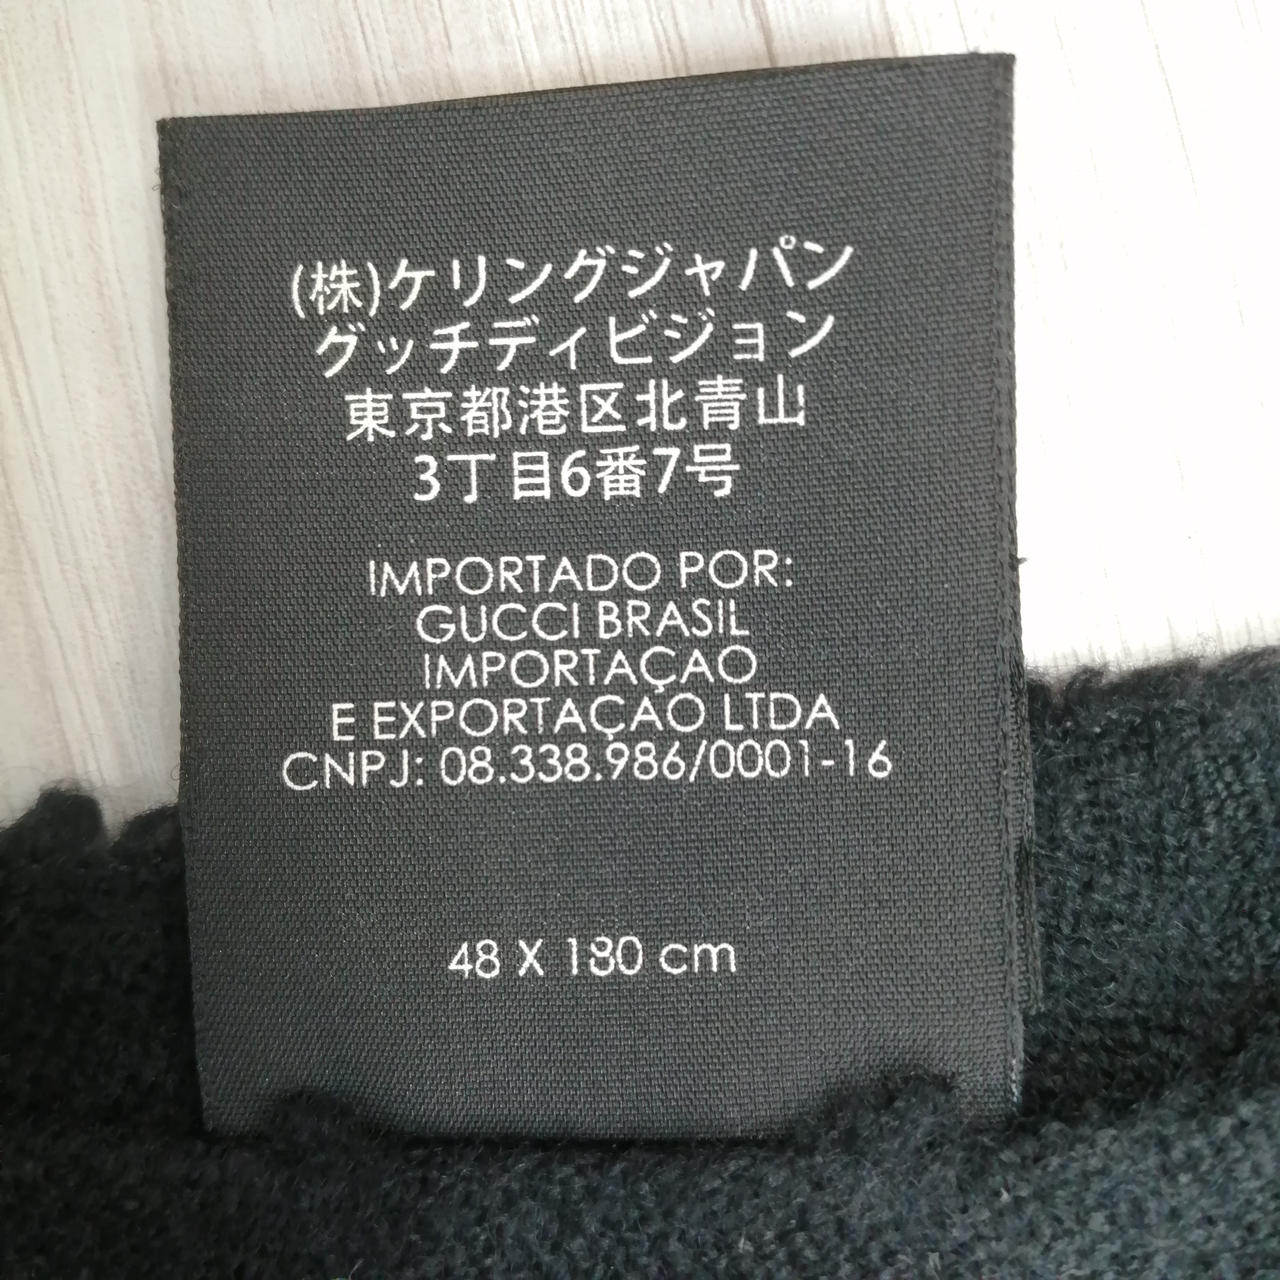 (株)ケリングジャパン
グッチディビジョン
東京都港区北青山
3丁目6番7号
IMPORTADO POR:
GUCCI BRASIL
IMPORTAÇAO
E EXPORTAÇAO LTDA
CNPJ: 08.338.986/0001-16
48 X 180 cm